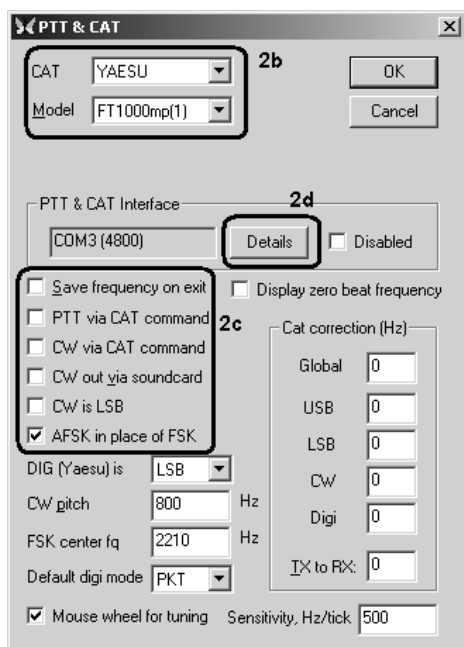 PTT & CAT
CAT YAESU 2b OK
Model FT1000mp(1) Cancel
PTT & CAT Interface 2d
COM3 (4800) Details Disabled
Save frequency on exit Display zero beat frequency
PTT via CAT command 2c Cat correction (Hz)
CW via CAT command Global 0
CW out via soundcard USB 0
CW is LSB LSB 0
AFSK in place of FSK
DIG (Yaesu) is LSB CW 0
CW pitch 800 Hz Digi 0
FSK center fq 2210 Hz
Default digi mode PKT TX to RX: 0
Mouse wheel for tuning Sensitivity, Hz/tick 500